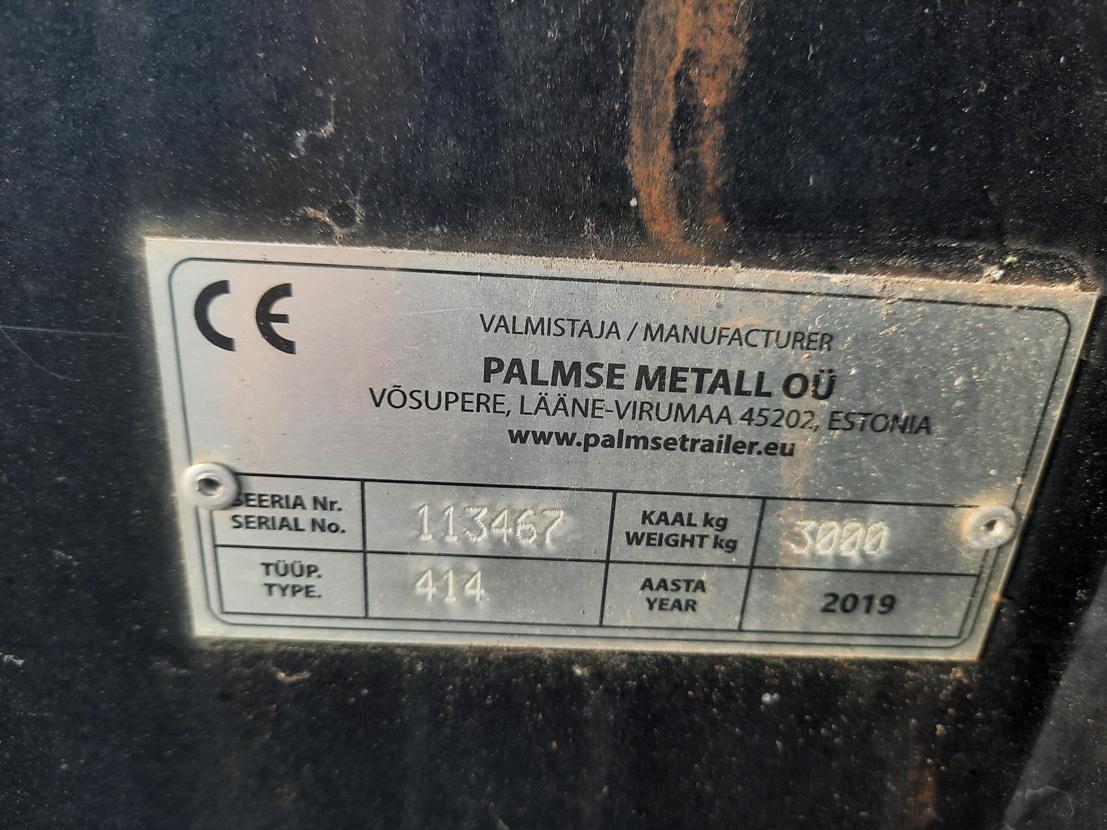 CE
VALMISTAJA / MANUFACTURER
PALMSE METALL OÜ
VÕSUPERE, LÄÄNE-VIRUMAA 45202, ESTONIA
www.palmsetrailer.eu
SEERIA Nr.
SERIAL No.
113467
KAAL kg
WEIGHT kg
3000
TÜÜP.
TYPE.
414
AASTA
YEAR
2019